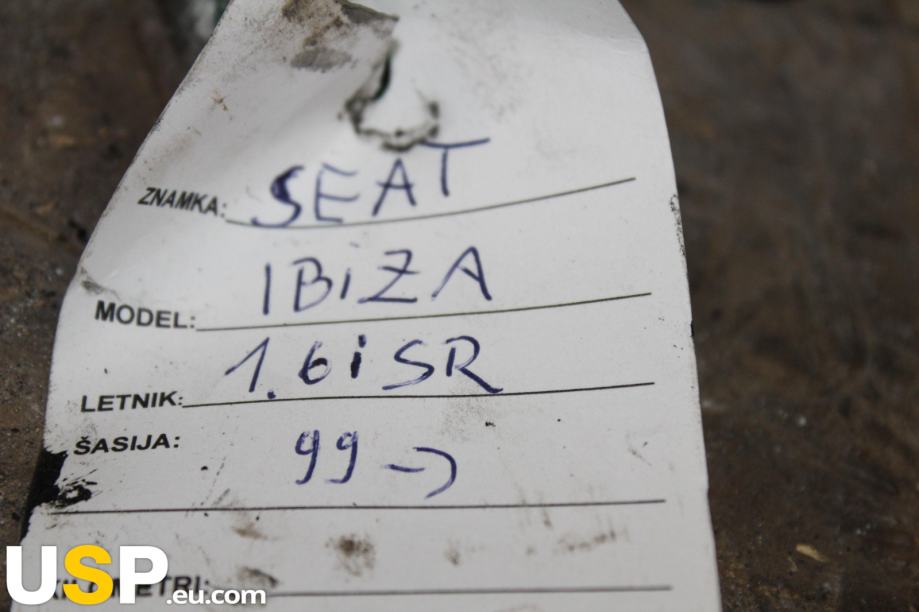 ZNAMKA: SEAT
MODEL: IBIZA
LETNIK: 1.6i SR
ŠASIJA: 99 →
USP.eu.com